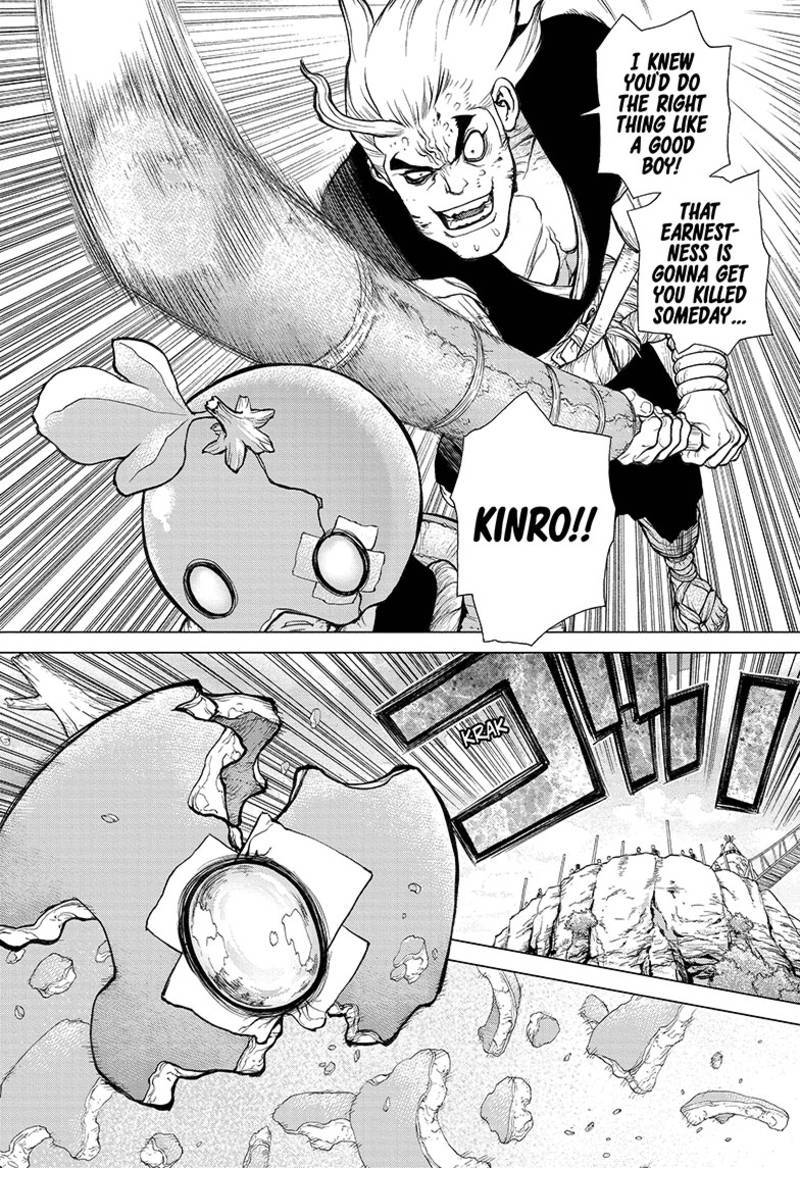 I KNEW
YOU'D DO
THE RIGHT
THING LIKE
A GOOD
BOY!
THAT
EARNEST-
NESS IS
GONNA GET
YOU KILLED
SOMEDAY...
KINRO!!
KRAK